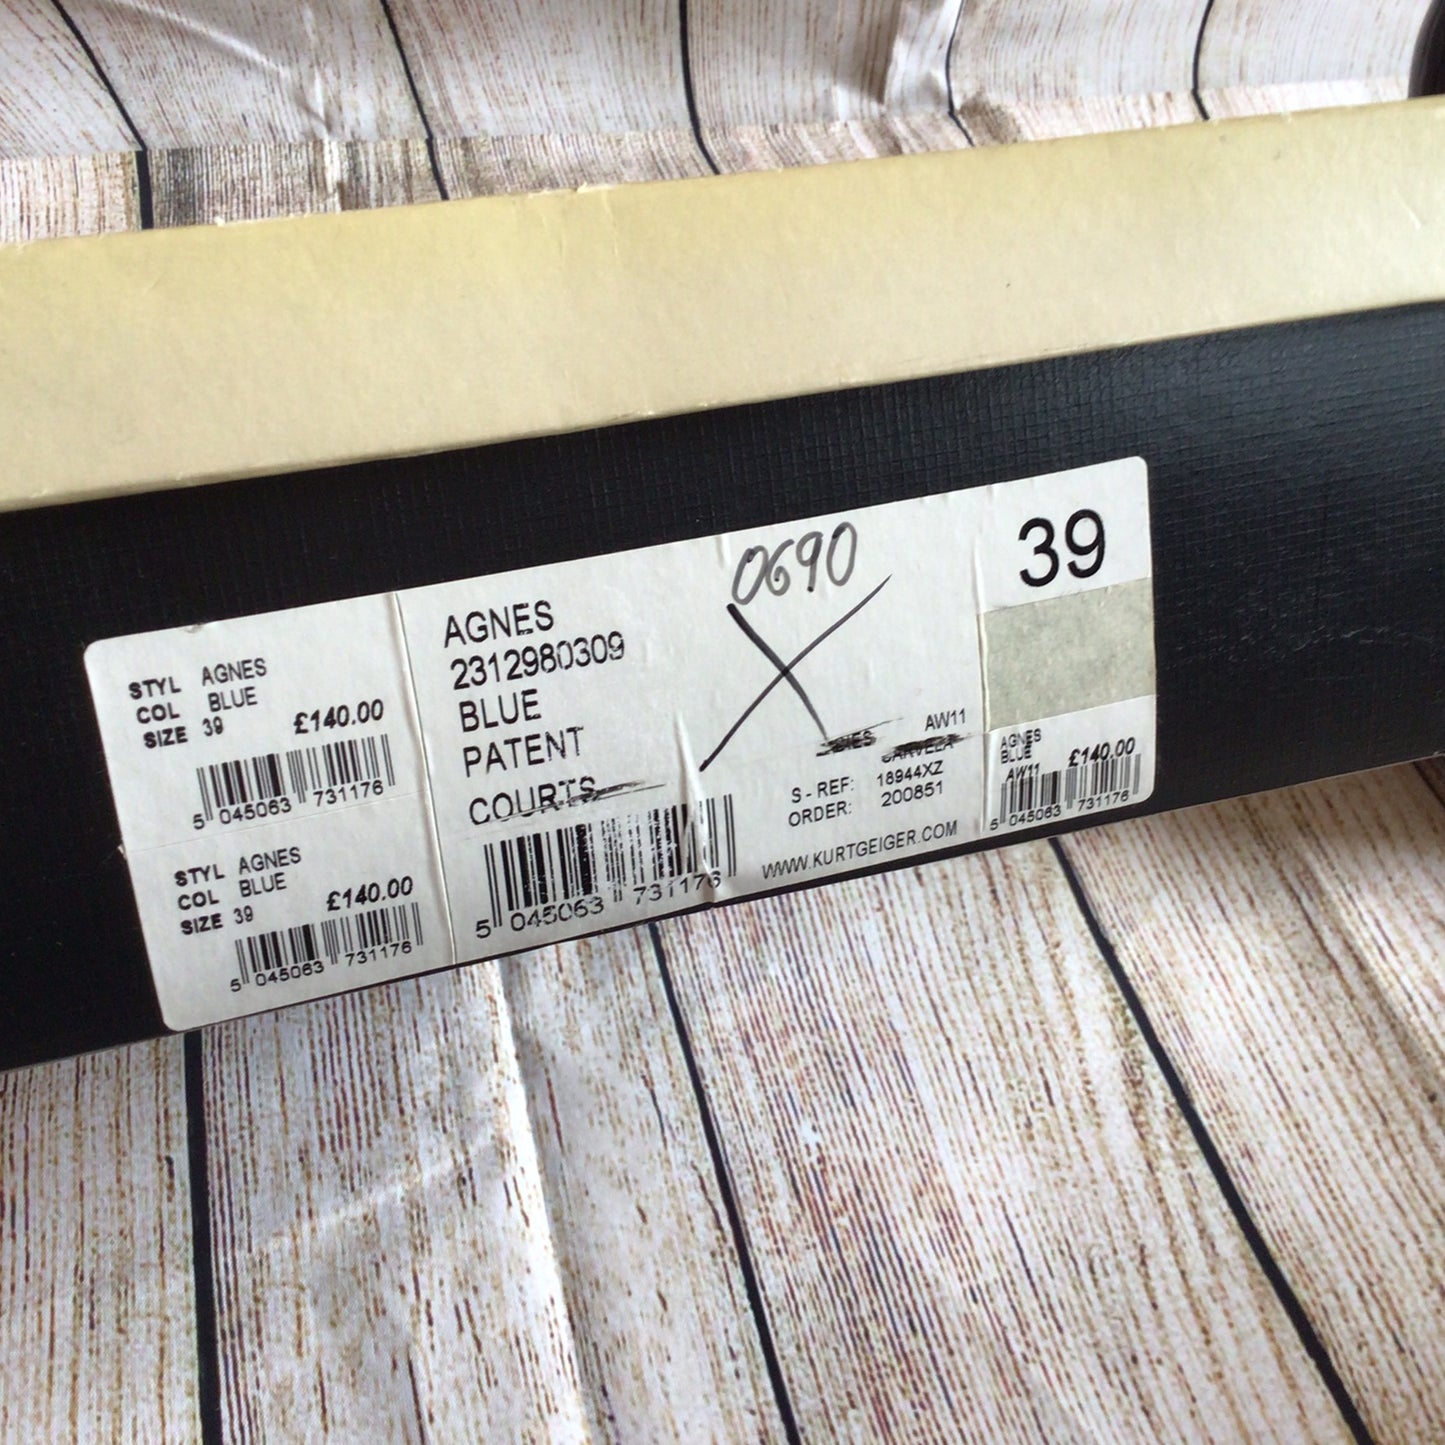 STYL AGNES
COL BLUE
SIZE 39 £140.00
5 045063 731176
STYL AGNES
COL BLUE
SIZE 39 £140.00
5 045063 731176
AGNES
2312980309
BLUE
PATENT
COURTS
5 045063 731176
0690
AW11
CARVELA
S - REF: 18944XZ
ORDER: 200851
WWW.KURTGEIGER.COM
39
AGNES
BLUE £140.00
AW11
5 045063 731176